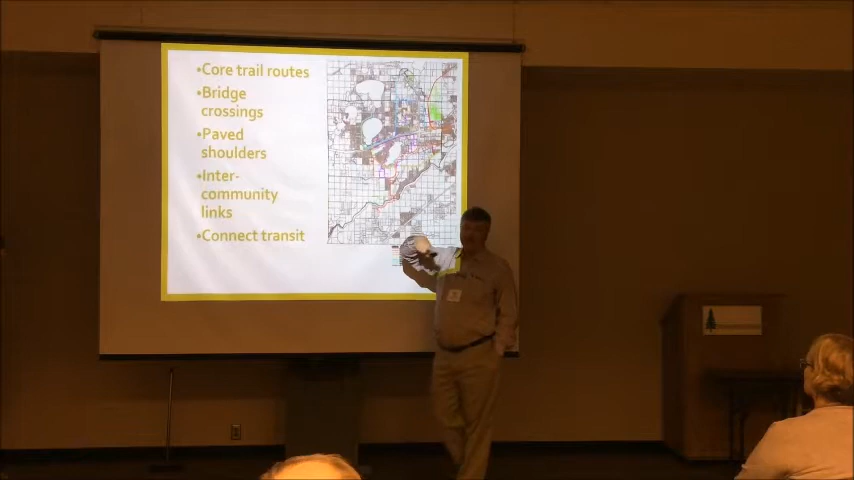 •Core trail routes
•Bridge
crossings
•Paved
shoulders
•Inter-
community
links
•Connect transit